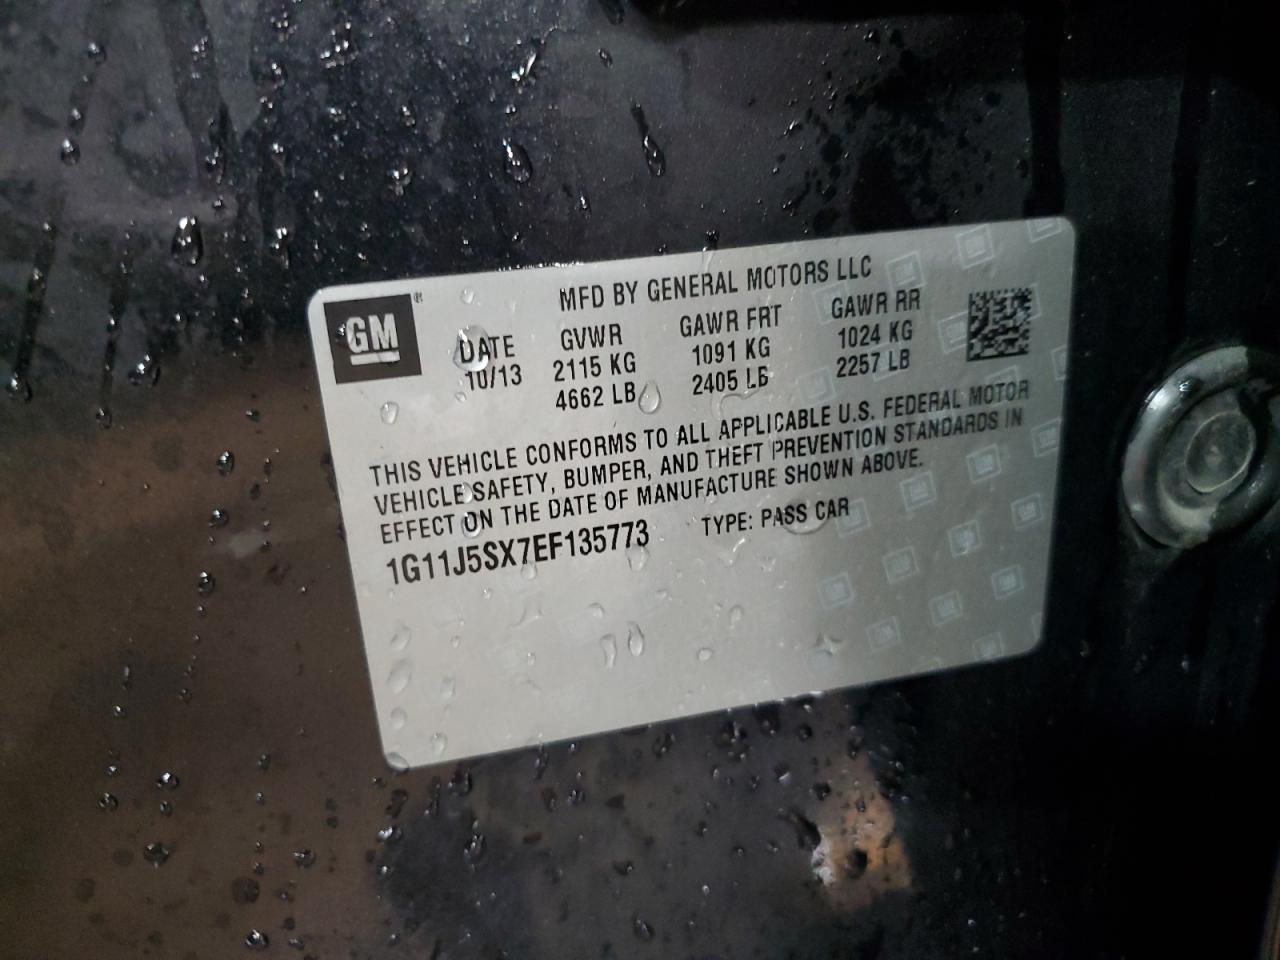 GM
®
MFD BY GENERAL MOTORS LLC
DATE GVWR GAWR FRT GAWR RR
10/13 2115 KG 1091 KG 1024 KG
4662 LB 2405 LB 2257 LB
THIS VEHICLE CONFORMS TO ALL APPLICABLE U.S. FEDERAL MOTOR
VEHICLE SAFETY, BUMPER, AND THEFT PREVENTION STANDARDS IN
EFFECT ON THE DATE OF MANUFACTURE SHOWN ABOVE.
1G11J5SX7EF135773 TYPE: PASS CAR